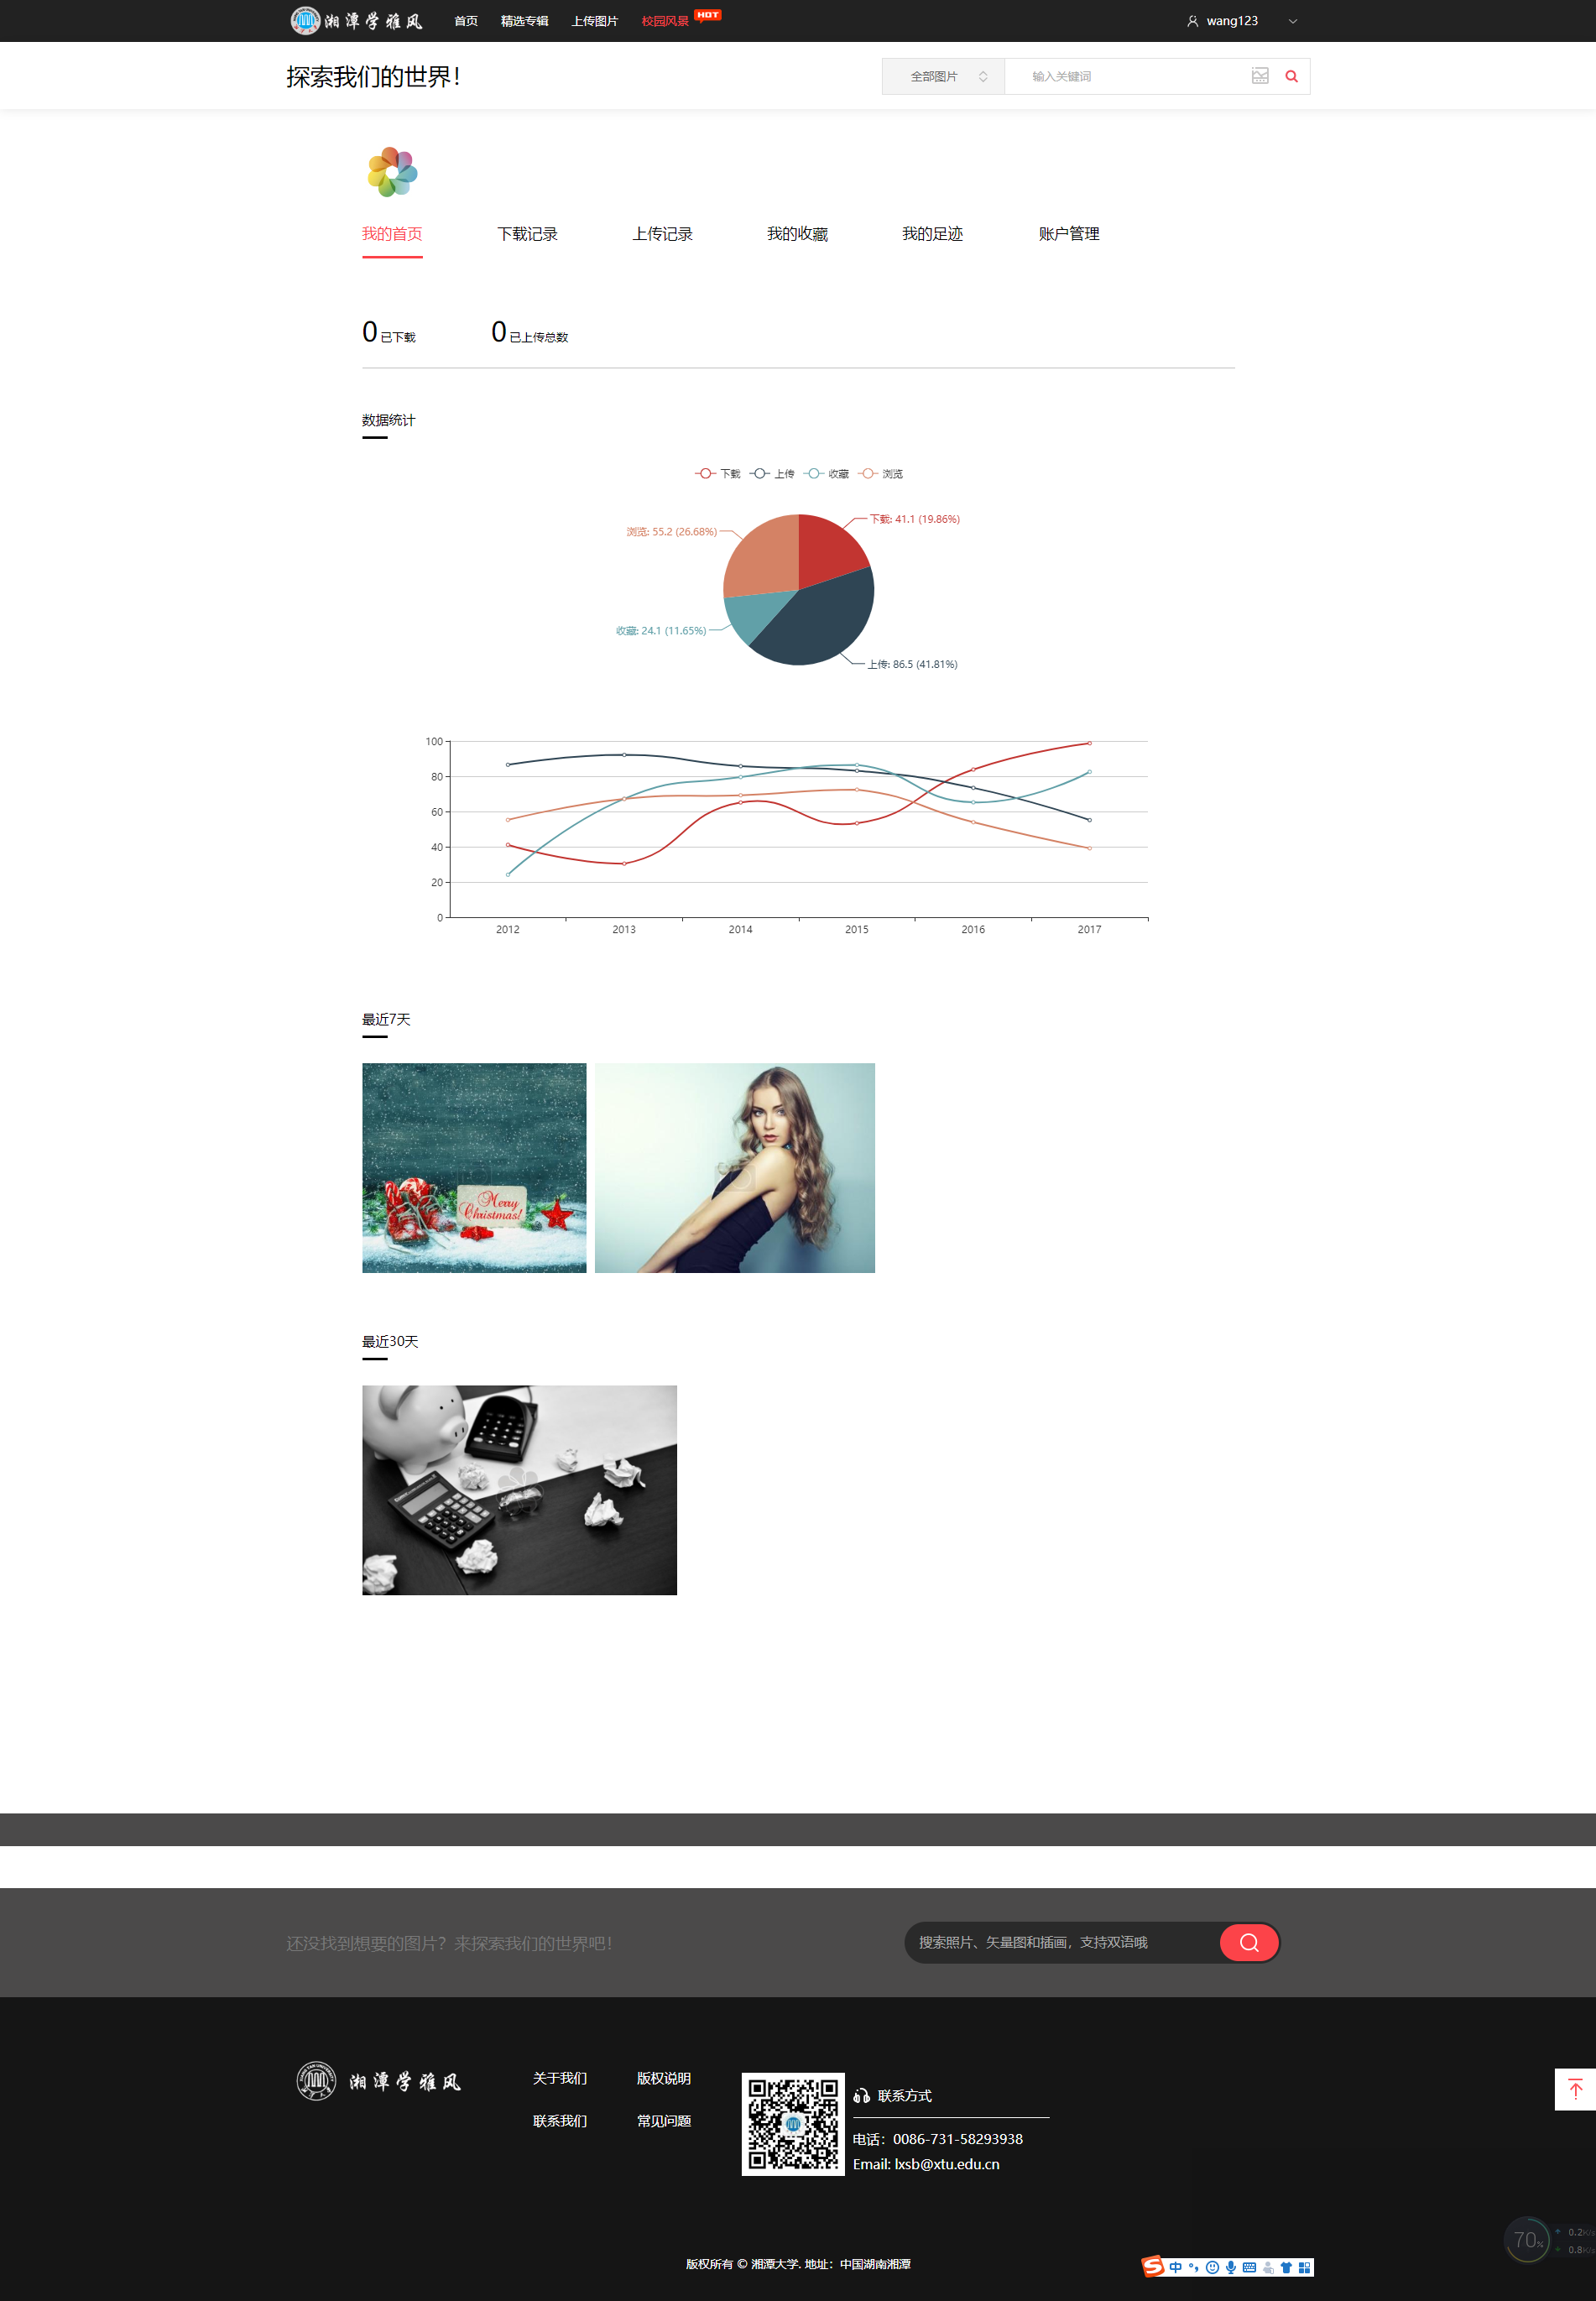 湘潭学雅风 首页 精选专辑 上传图片 校园风景 HOT wang123
探索我们的世界！ 全部图片 输入关键词
我的首页 下载记录 上传记录 我的收藏 我的足迹 账户管理
0 已下载 0 已上传总数
数据统计
下载 上传 收藏 浏览
下载: 41.1 (19.86%)
浏览: 55.2 (26.68%)
收藏: 24.1 (11.65%)
上传: 86.5 (41.81%)
100
80
60
40
20
0
2012 2013 2014 2015 2016 2017
最近7天
Merry
Christmas!
最近30天
还没找到想要的图片？来探索我们的世界吧！ 搜索照片、矢量图和插画，支持双语哦
湘潭学雅风 关于我们 版权说明
联系方式
联系我们 常见问题
电话：0086-731-58293938
Email: lxsb@xtu.edu.cn
70% 0.2K/s
0.8K/s
版权所有 © 湘潭大学. 地址：中国湖南湘潭
中